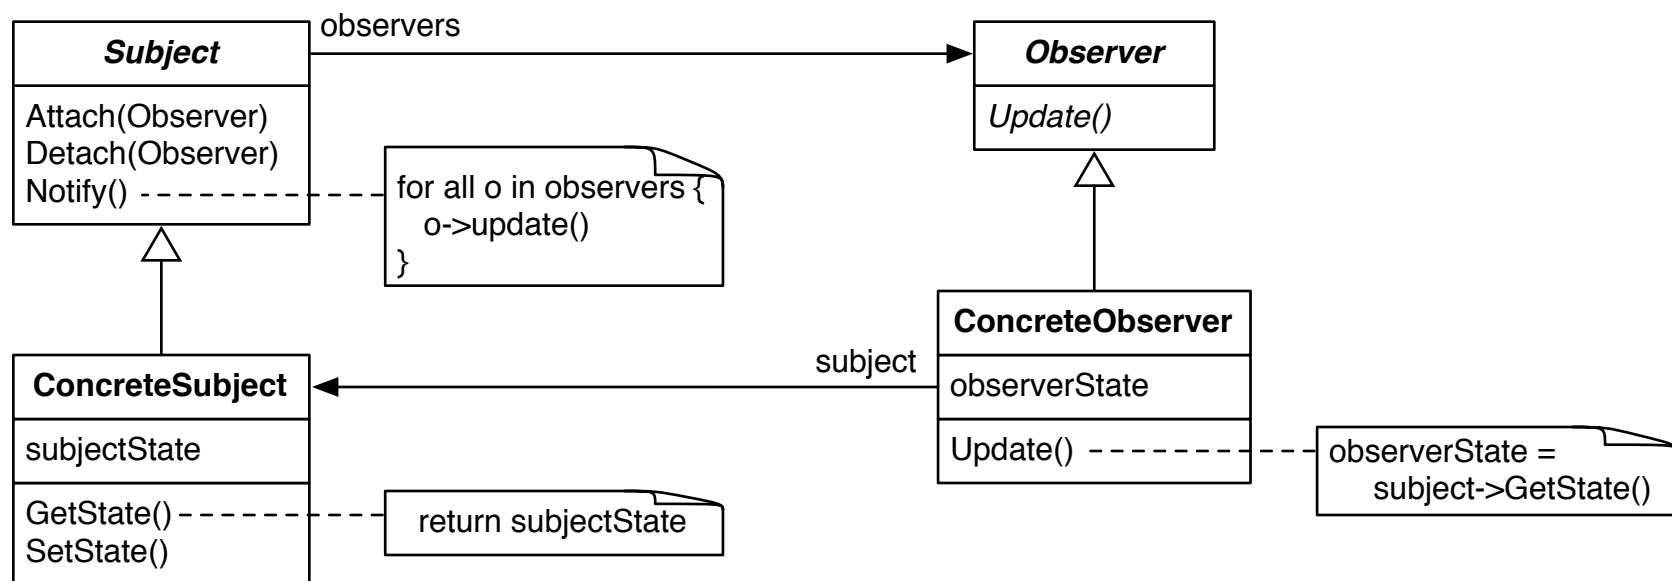 Subject
Attach(Observer)
Detach(Observer)
Notify()
observers
Observer
Update()
for all o in observers {
o->update()
}
ConcreteSubject
subjectState
GetState()
SetState()
return subjectState
subject
ConcreteObserver
observerState
Update()
observerState =
subject->GetState()